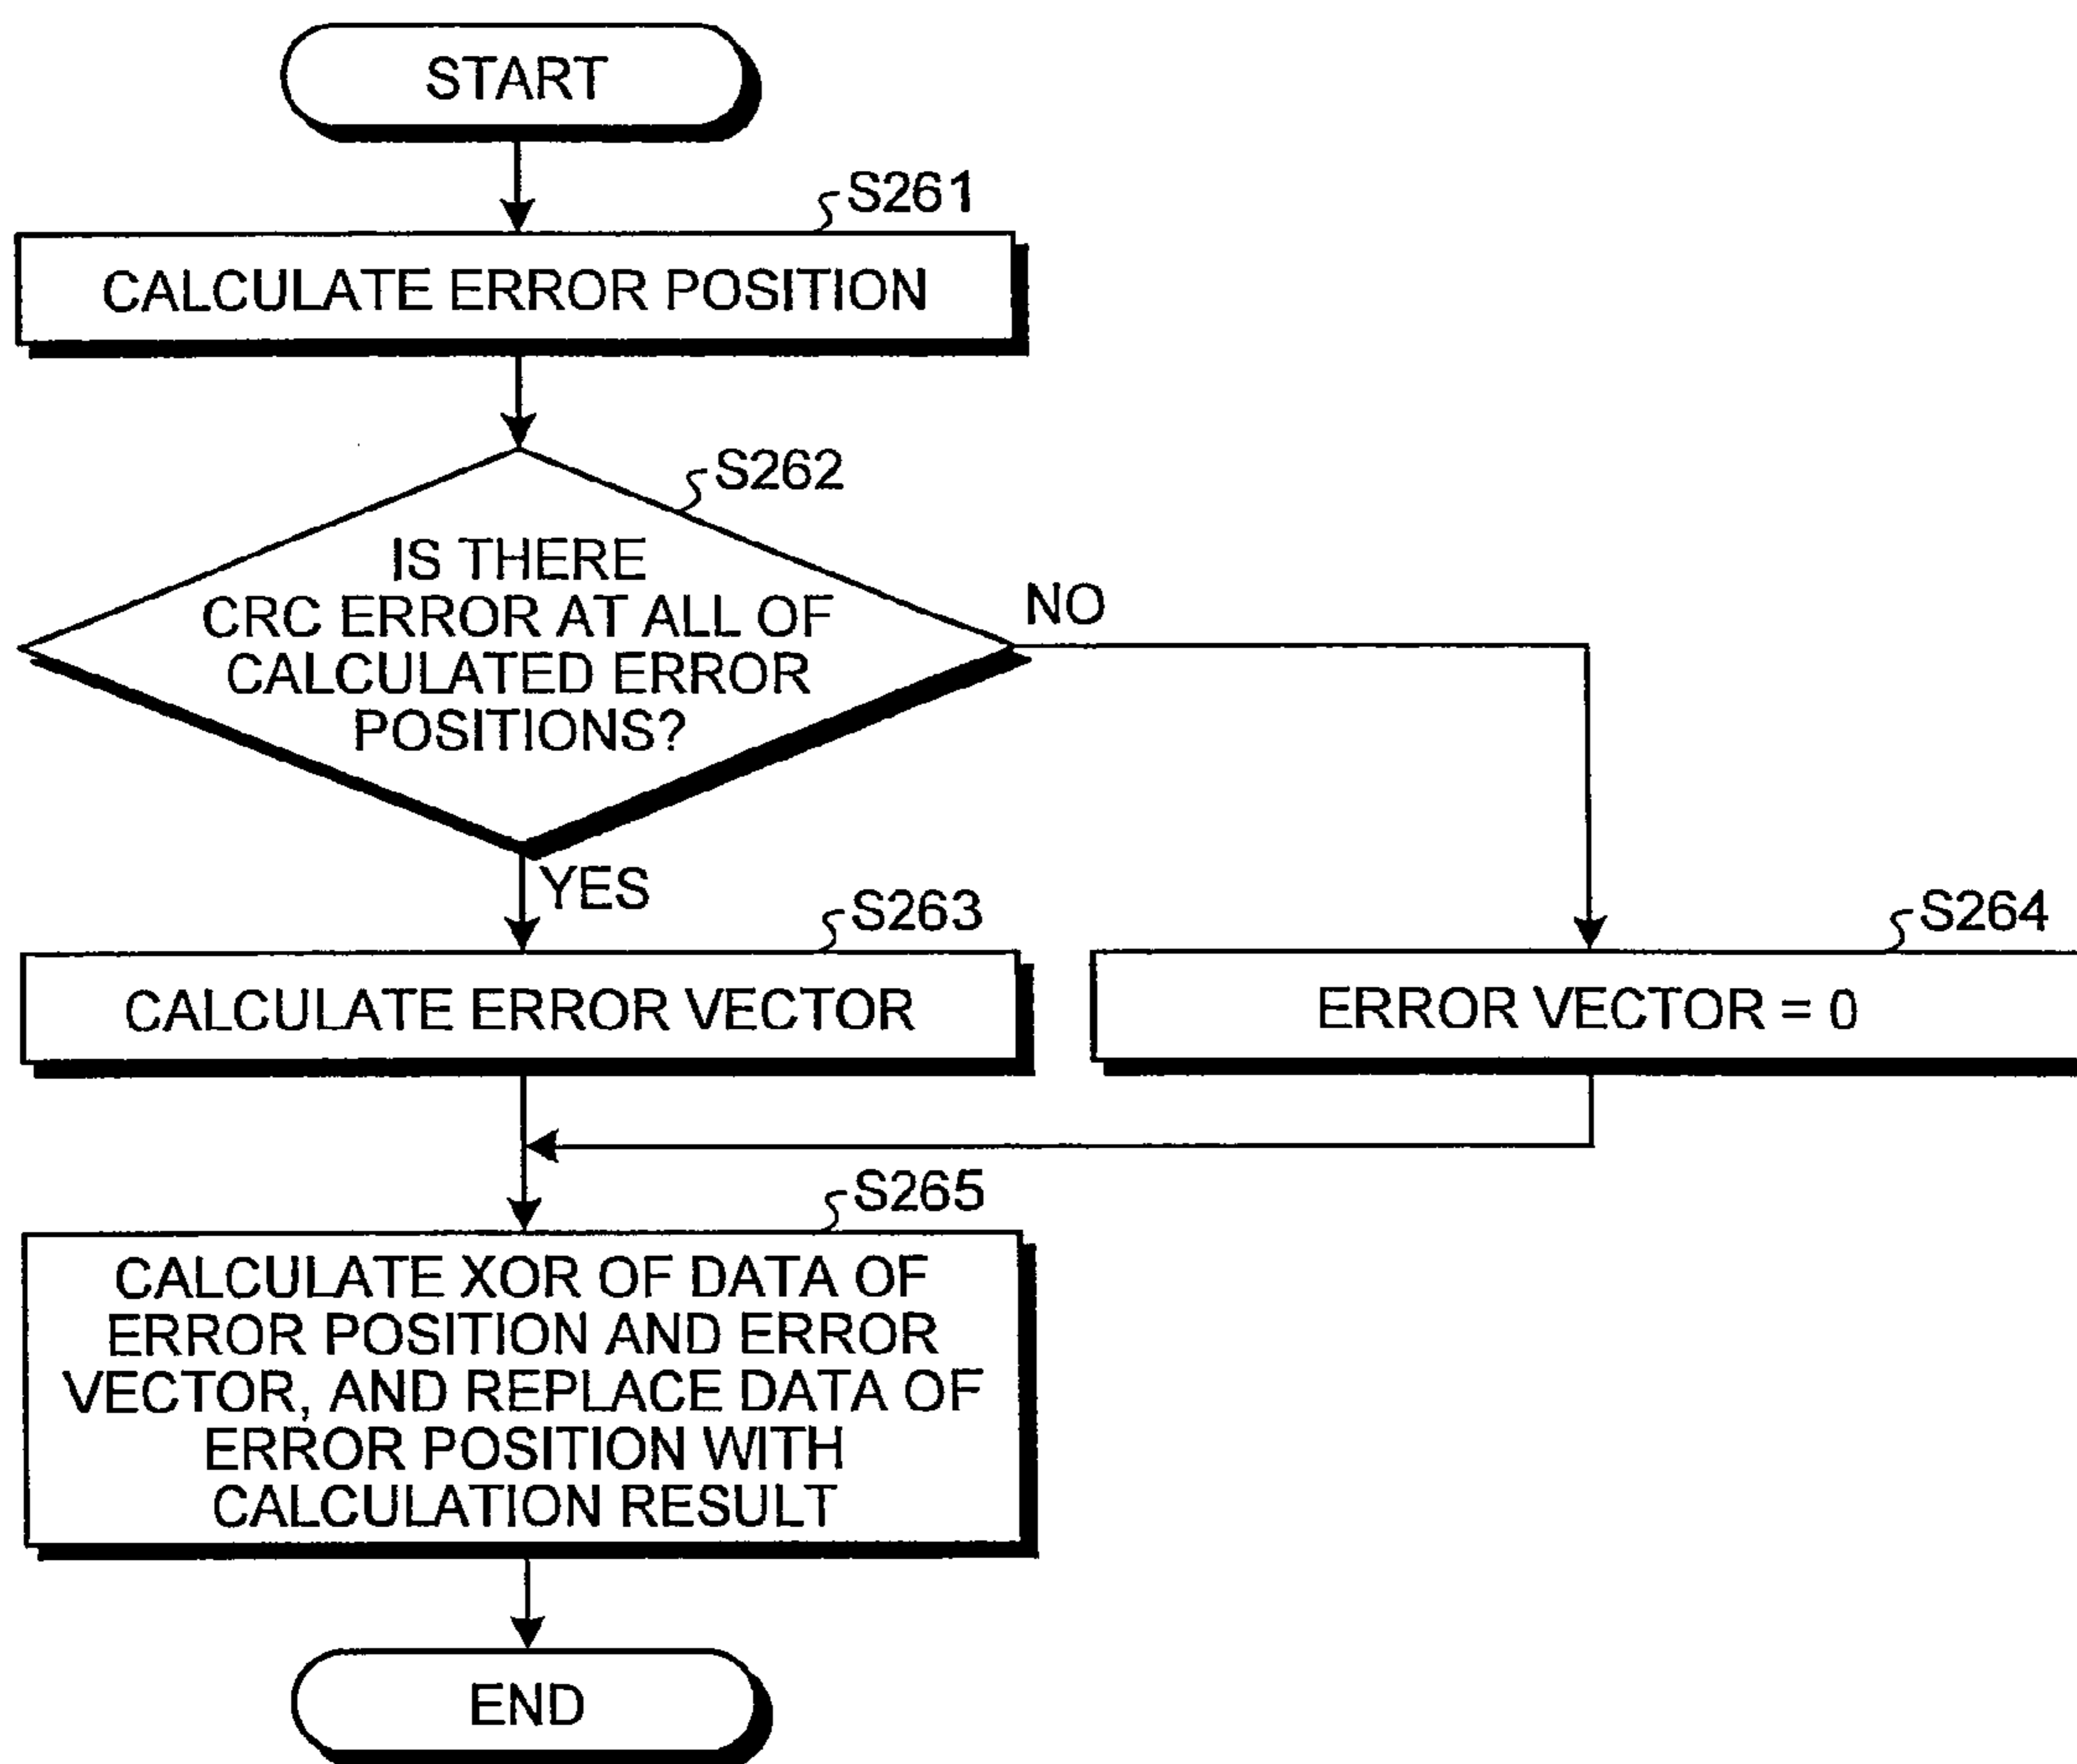 START
S261
CALCULATE ERROR POSITION
S262
IS THERE
CRC ERROR AT ALL OF
CALCULATED ERROR
POSITIONS?
NO
YES
S263
CALCULATE ERROR VECTOR
S264
ERROR VECTOR = 0
S265
CALCULATE XOR OF DATA OF
ERROR POSITION AND ERROR
VECTOR, AND REPLACE DATA OF
ERROR POSITION WITH
CALCULATION RESULT
END